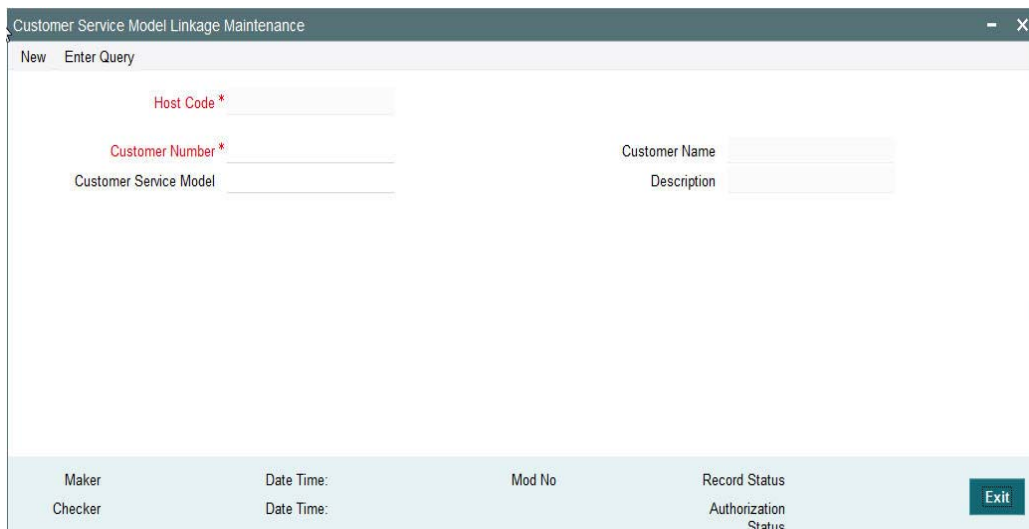 Customer Service Model Linkage Maintenance
New Enter Query
Host Code *
Customer Number * Customer Name
Customer Service Model Description
Maker Date Time: Mod No Record Status
Checker Date Time: Authorization Status
Exit